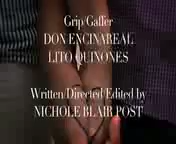 Grip/Gaffer
DON ENCINAREAL
LITO QUINONES
Written/Directed/Edited by
NICHOLE BLAIR POST